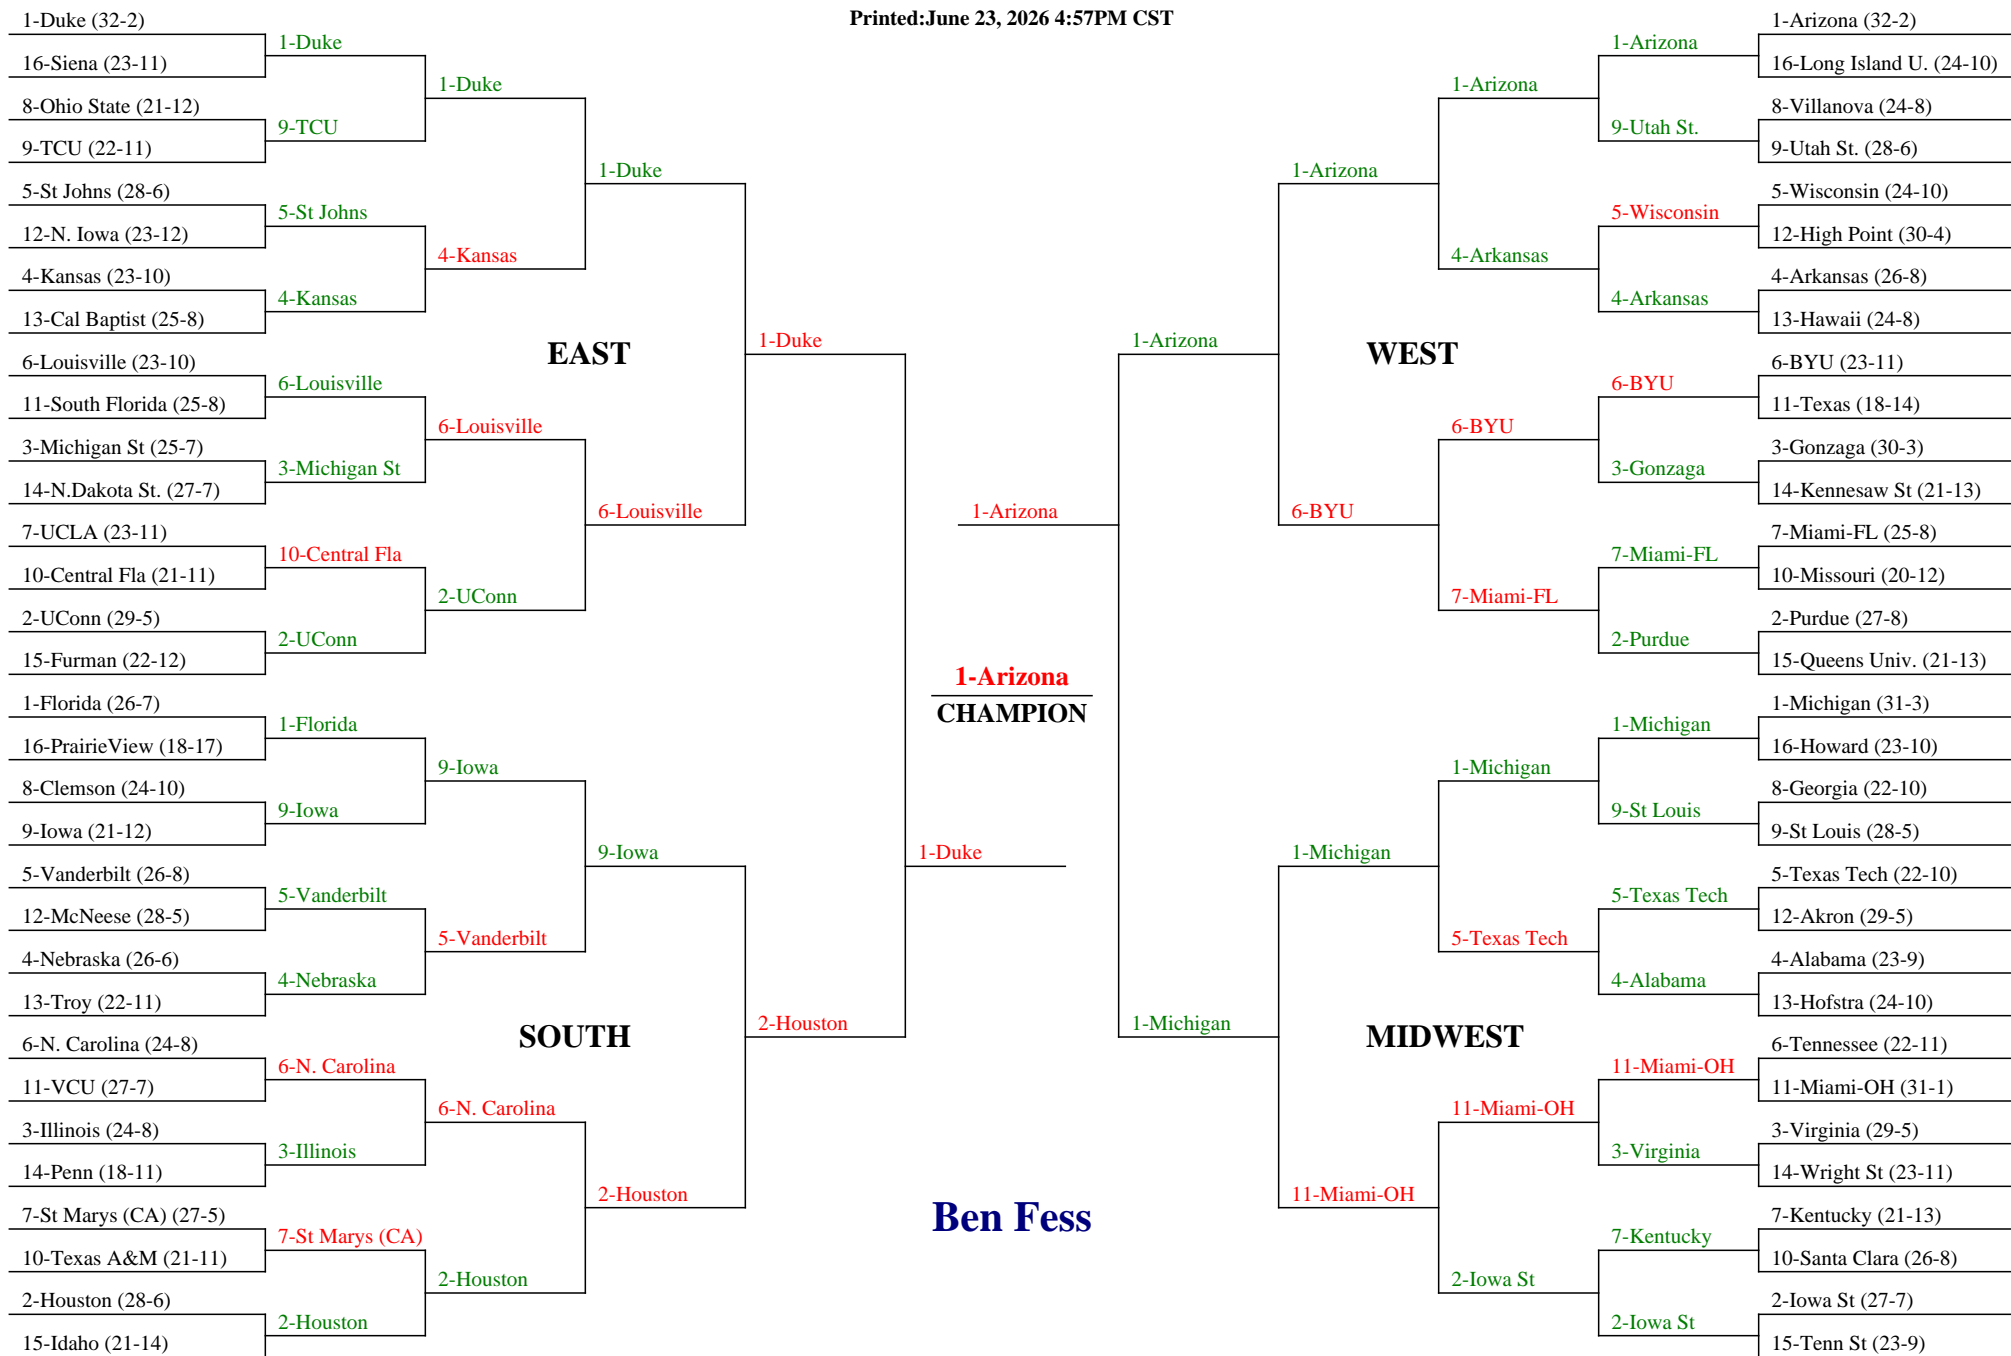 Printed:June 23, 2026 4:57PM CST
1-Duke (32-2)
16-Siena (23-11)
8-Ohio State (21-12)
9-TCU (22-11)
5-St Johns (28-6)
12-N. Iowa (23-12)
4-Kansas (23-10)
13-Cal Baptist (25-8)
6-Louisville (23-10)
11-South Florida (25-8)
3-Michigan St (25-7)
14-N.Dakota St. (27-7)
7-UCLA (23-11)
10-Central Fla (21-11)
2-UConn (29-5)
15-Furman (22-12)
1-Florida (26-7)
16-PrairieView (18-17)
8-Clemson (24-10)
9-Iowa (21-12)
5-Vanderbilt (26-8)
12-McNeese (28-5)
4-Nebraska (26-6)
13-Troy (22-11)
6-N. Carolina (24-8)
11-VCU (27-7)
3-Illinois (24-8)
14-Penn (18-11)
7-St Marys (CA) (27-5)
10-Texas A&M (21-11)
2-Houston (28-6)
15-Idaho (21-14)
1-Duke
9-TCU
5-St Johns
4-Kansas
6-Louisville
3-Michigan St
10-Central Fla
2-UConn
1-Florida
9-Iowa
5-Vanderbilt
4-Nebraska
6-N. Carolina
3-Illinois
7-St Marys (CA)
2-Houston
1-Duke
4-Kansas
6-Louisville
2-UConn
9-Iowa
5-Vanderbilt
6-N. Carolina
2-Houston
EAST
SOUTH
1-Duke
6-Louisville
9-Iowa
2-Houston
1-Duke
2-Houston
1-Arizona
1-Duke
1-Arizona
CHAMPION
Ben Fess
1-Arizona
1-Michigan
1-Arizona
6-BYU
1-Michigan
11-Miami-OH
WEST
MIDWEST
1-Arizona
4-Arkansas
6-BYU
7-Miami-FL
1-Michigan
5-Texas Tech
11-Miami-OH
2-Iowa St
1-Arizona
9-Utah St.
5-Wisconsin
4-Arkansas
6-BYU
3-Gonzaga
7-Miami-FL
2-Purdue
1-Michigan
9-St Louis
5-Texas Tech
4-Alabama
11-Miami-OH
3-Virginia
7-Kentucky
2-Iowa St
1-Arizona (32-2)
16-Long Island U. (24-10)
8-Villanova (24-8)
9-Utah St. (28-6)
5-Wisconsin (24-10)
12-High Point (30-4)
4-Arkansas (26-8)
13-Hawaii (24-8)
6-BYU (23-11)
11-Texas (18-14)
3-Gonzaga (30-3)
14-Kennesaw St (21-13)
7-Miami-FL (25-8)
10-Missouri (20-12)
2-Purdue (27-8)
15-Queens Univ. (21-13)
1-Michigan (31-3)
16-Howard (23-10)
8-Georgia (22-10)
9-St Louis (28-5)
5-Texas Tech (22-10)
12-Akron (29-5)
4-Alabama (23-9)
13-Hofstra (24-10)
6-Tennessee (22-11)
11-Miami-OH (31-1)
3-Virginia (29-5)
14-Wright St (23-11)
7-Kentucky (21-13)
10-Santa Clara (26-8)
2-Iowa St (27-7)
15-Tenn St (23-9)